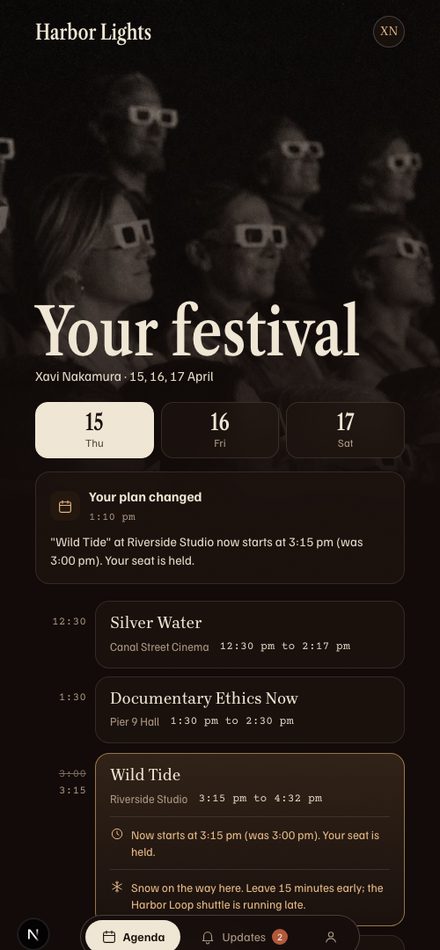 Harbor Lights
XN
Your festival
Xavi Nakamura · 15, 16, 17 April
15
Thu
16
Fri
17
Sat
Your plan changed
1:10 pm
"Wild Tide" at Riverside Studio now starts at 3:15 pm (was
3:00 pm). Your seat is held.
12:30
Silver Water
Canal Street Cinema 12:30 pm to 2:17 pm
1:30
Documentary Ethics Now
Pier 9 Hall 1:30 pm to 2:30 pm
3:00
3:15
Wild Tide
Riverside Studio 3:15 pm to 4:32 pm
Now starts at 3:15 pm (was 3:00 pm). Your seat is
held.
Snow on the way here. Leave 15 minutes early; the
Harbor Loop shuttle is running late.
N
Agenda
Updates 2